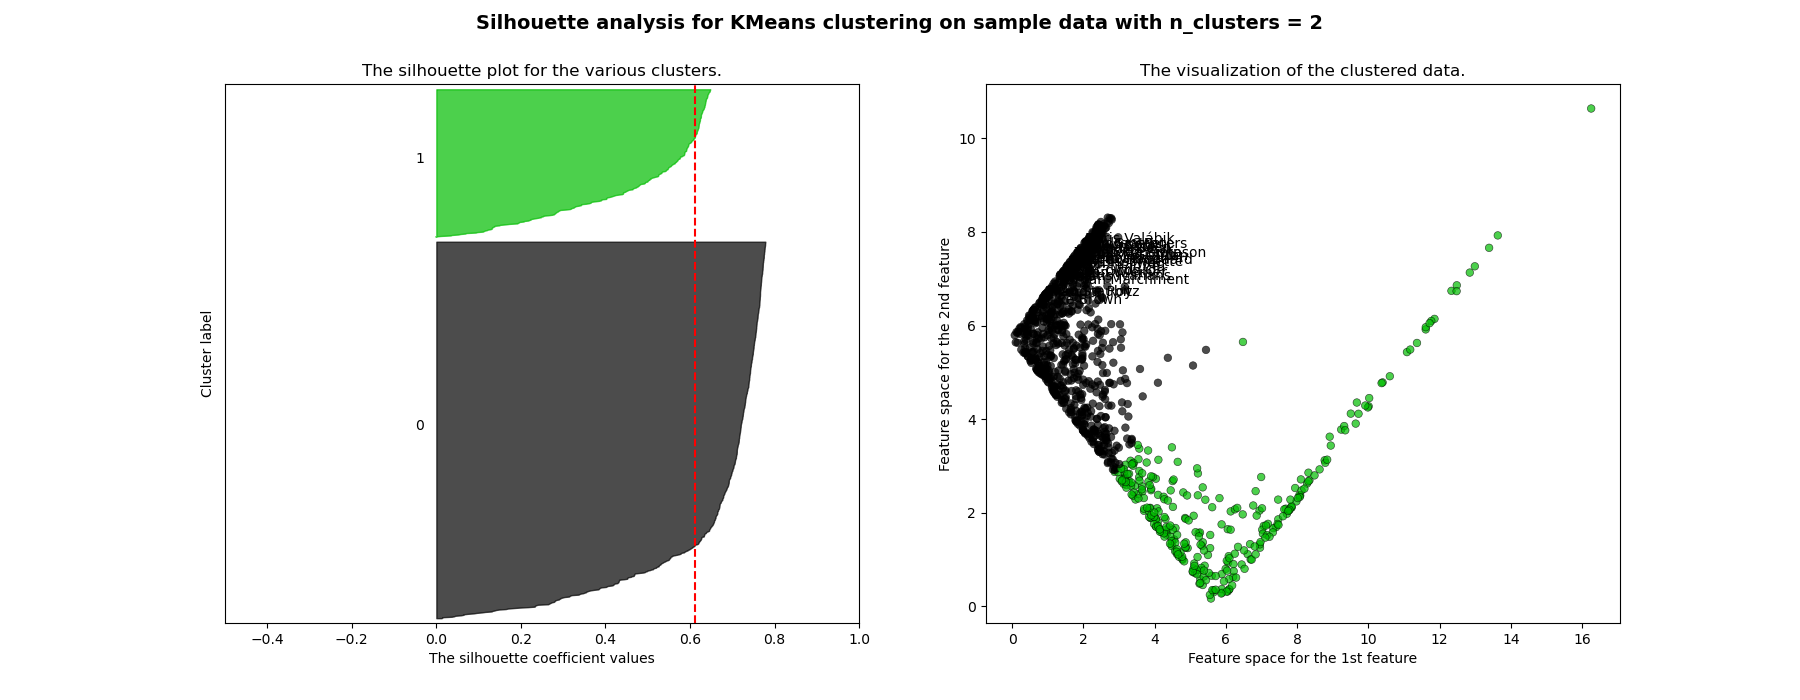 Silhouette analysis for KMeans clustering on sample data with n_clusters = 2
The silhouette plot for the various clusters.
1
0
Cluster label
−0.4 −0.2 0.0 0.2 0.4 0.6 0.8 1.0
The silhouette coefficient values
The visualization of the clustered data.
10
8
6
4
2
0
Feature space for the 2nd feature
Valábik
Marchment
0 2 4 6 8 10 12 14 16
Feature space for the 1st feature